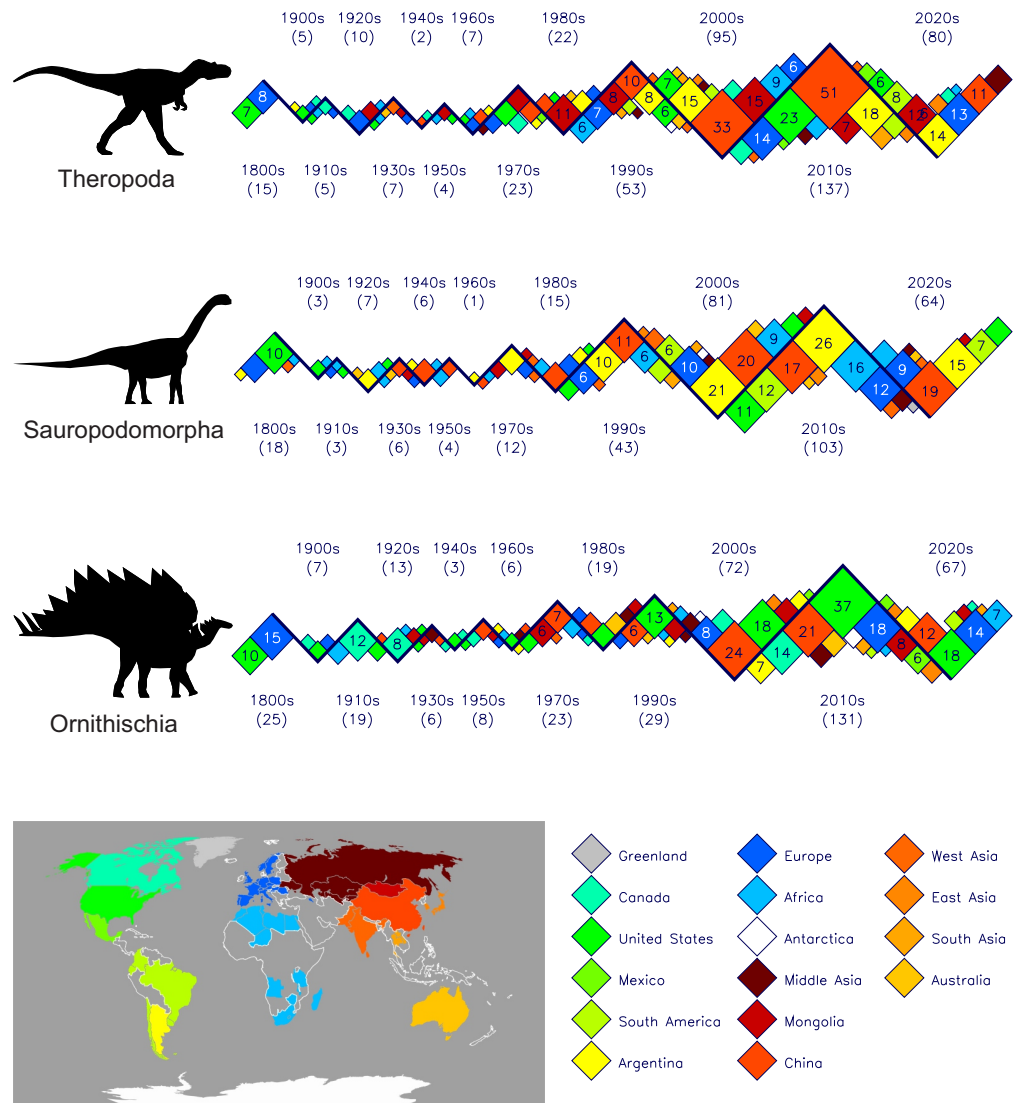 1900s 1920s 1940s 1960s 1980s 2000s 2020s
(5) (10) (2) (7) (22) (95) (80)
7 8 11 6 7 8 10 8 7 6 15 33 14 15 9 23 6 51 7 18 6 8 12 14 13 11
Theropoda
1800s 1910s 1930s 1950s 1970s 1990s 2010s
(15) (5) (7) (4) (23) (53) (137)
1900s 1920s 1940s 1960s 1980s 2000s 2020s
(3) (7) (6) (1) (15) (81) (64)
10 6 10 11 6 6 10 21 11 20 12 9 17 26 16 12 9 19 15 7
Sauropodomorpha
1800s 1910s 1930s 1950s 1970s 1990s 2010s
(18) (3) (6) (4) (12) (43) (103)
1900s 1920s 1940s 1960s 1980s 2000s 2020s
(7) (13) (3) (6) (19) (72) (67)
10 15 12 8 6 7 6 13 8 24 7 18 14 21 37 18 8 6 12 18 14 7
Ornithischia
1800s 1910s 1930s 1950s 1970s 1990s 2010s
(25) (19) (6) (8) (23) (29) (131)
Greenland Europe West Asia
Canada Africa East Asia
United States Antarctica South Asia
Mexico Middle Asia Australia
South America Mongolia
Argentina China